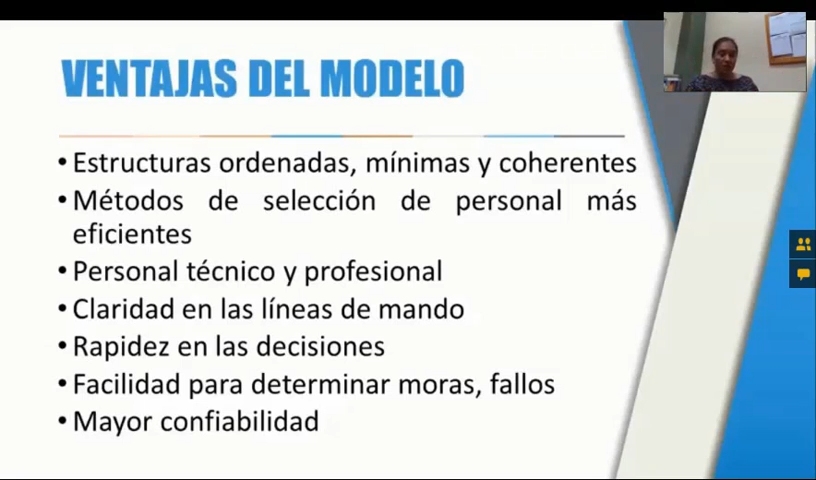 VENTAJAS DEL MODELO
• Estructuras ordenadas, mínimas y coherentes
• Métodos de selección de personal más
eficientes
• Personal técnico y profesional
• Claridad en las líneas de mando
• Rapidez en las decisiones
• Facilidad para determinar moras, fallos
• Mayor confiabilidad